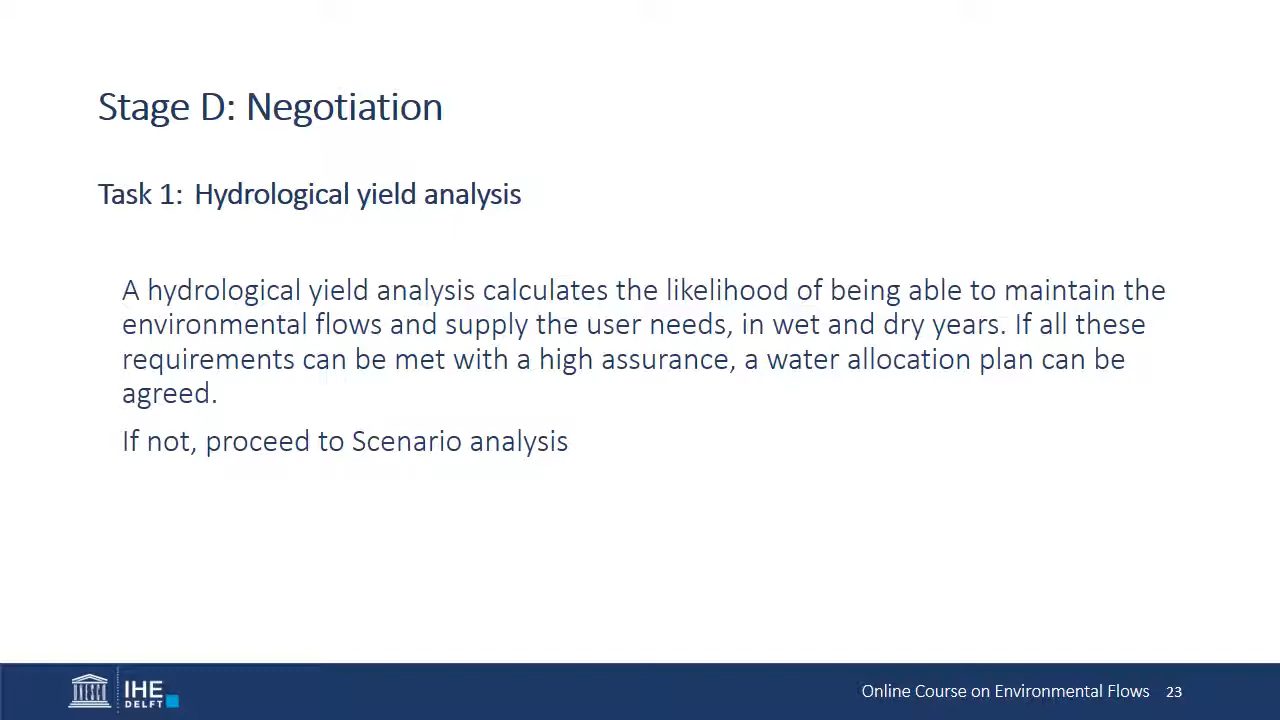 Stage D: Negotiation
Task 1: Hydrological yield analysis
A hydrological yield analysis calculates the likelihood of being able to maintain the
environmental flows and supply the user needs, in wet and dry years. If all these
requirements can be met with a high assurance, a water allocation plan can be
agreed.
If not, proceed to Scenario analysis
UNESCO
IHE
DELFT
Online Course on Environmental Flows 23